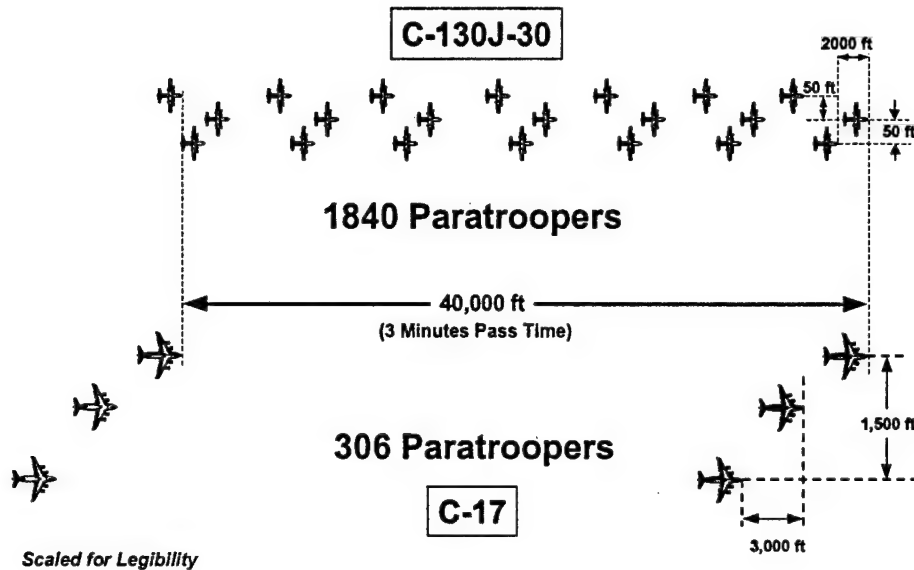 C-130J-30
2000 ft
50 ft
50 ft
1840 Paratroopers
40,000 ft
(3 Minutes Pass Time)
1,500 ft
306 Paratroopers
C-17
3,000 ft
Scaled for Legibility